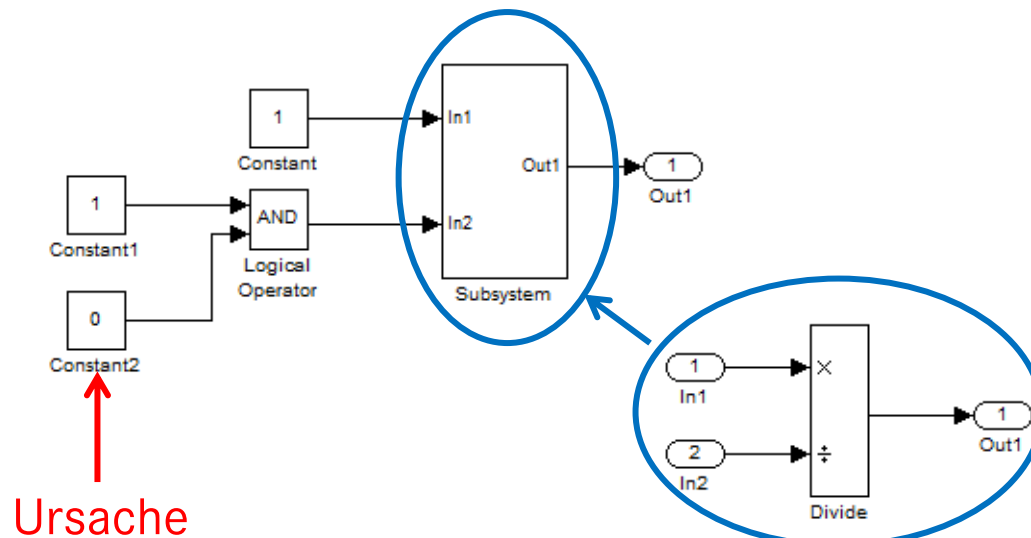 1
Constant
1
Constant1
0
Constant2
AND
Logical
Operator
In1
In2
Out1
Subsystem
1
Out1
1
In1
2
In2
×
÷
Divide
1
Out1
Ursache